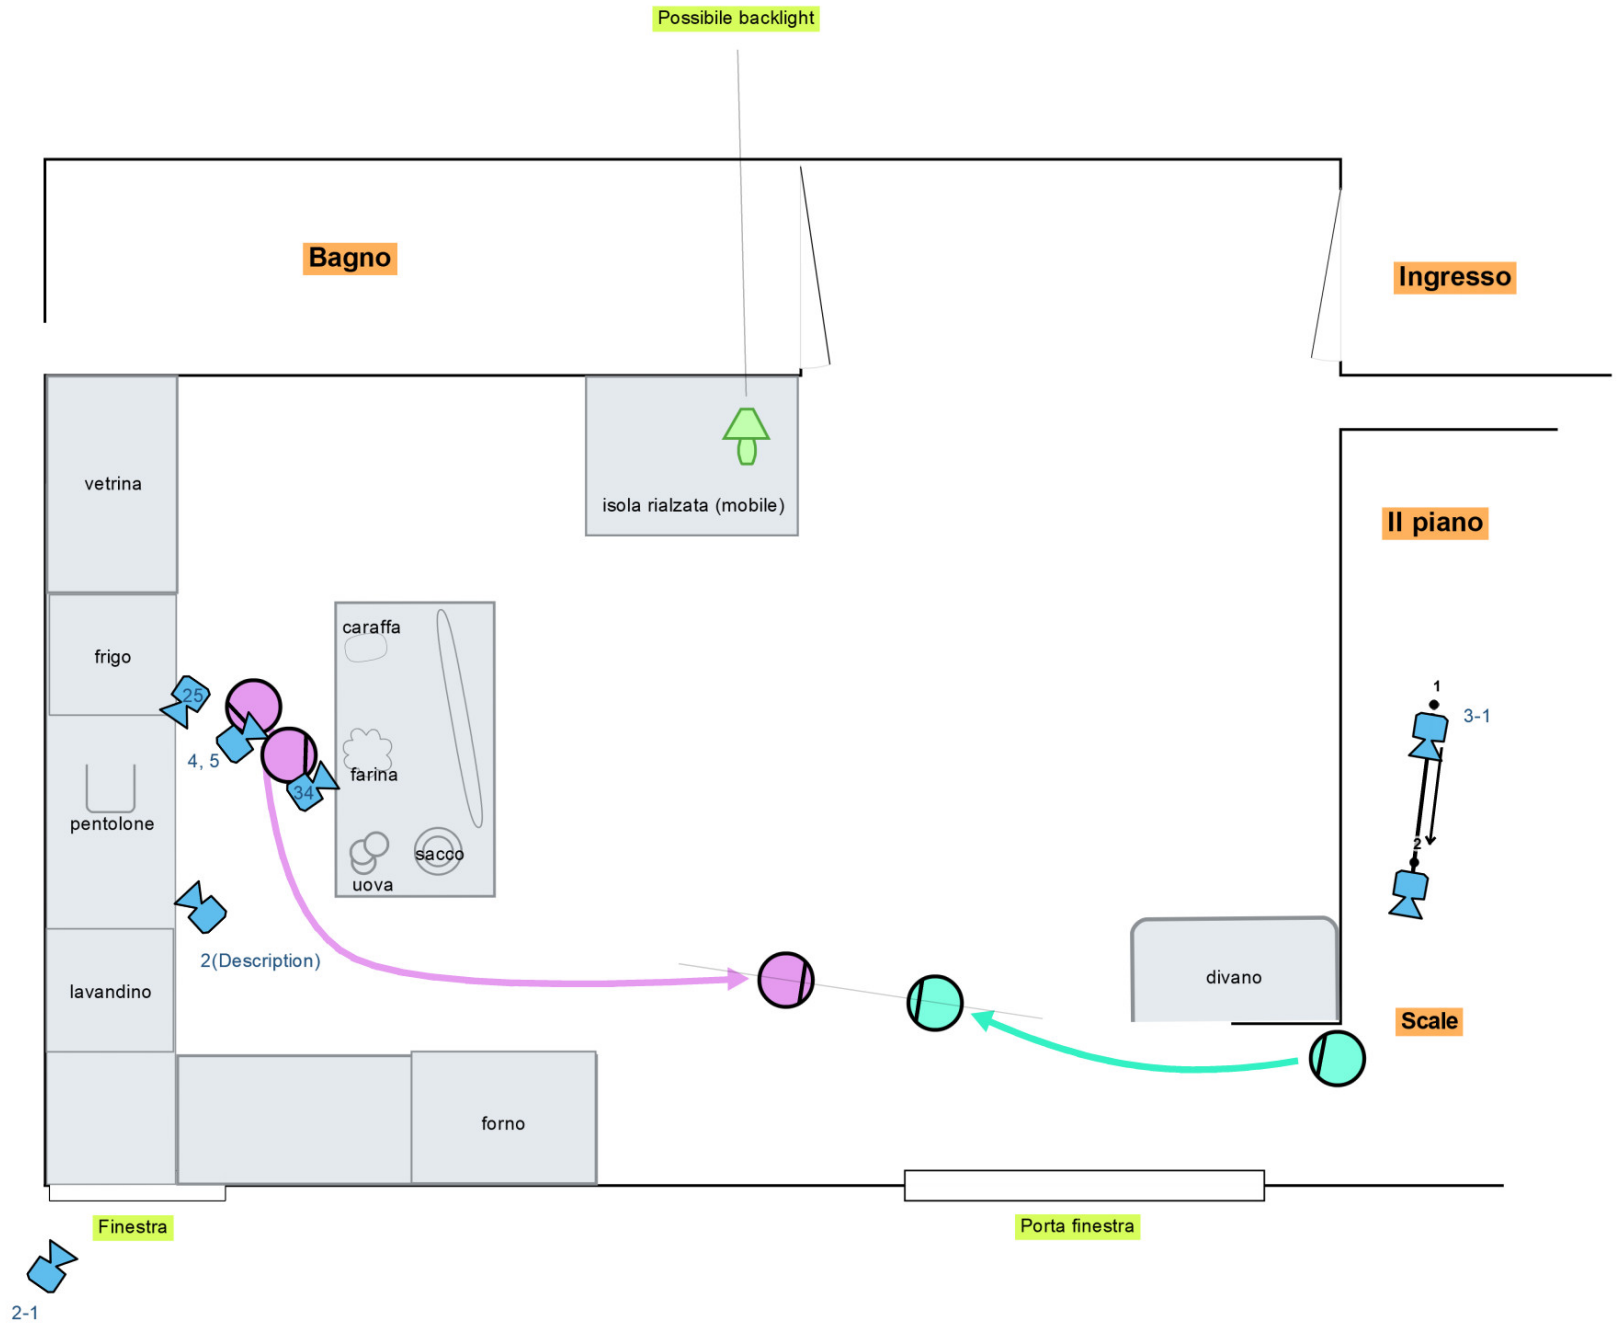 Possibile backlight
Bagno
Ingresso
vetrina
isola rialzata (mobile)
Il piano
caraffa
frigo
25
1
3-1
4, 5
farina
34
pentolone
2
sacco
uova
2(Description)
divano
lavandino
Scale
forno
Finestra
Porta finestra
2-1